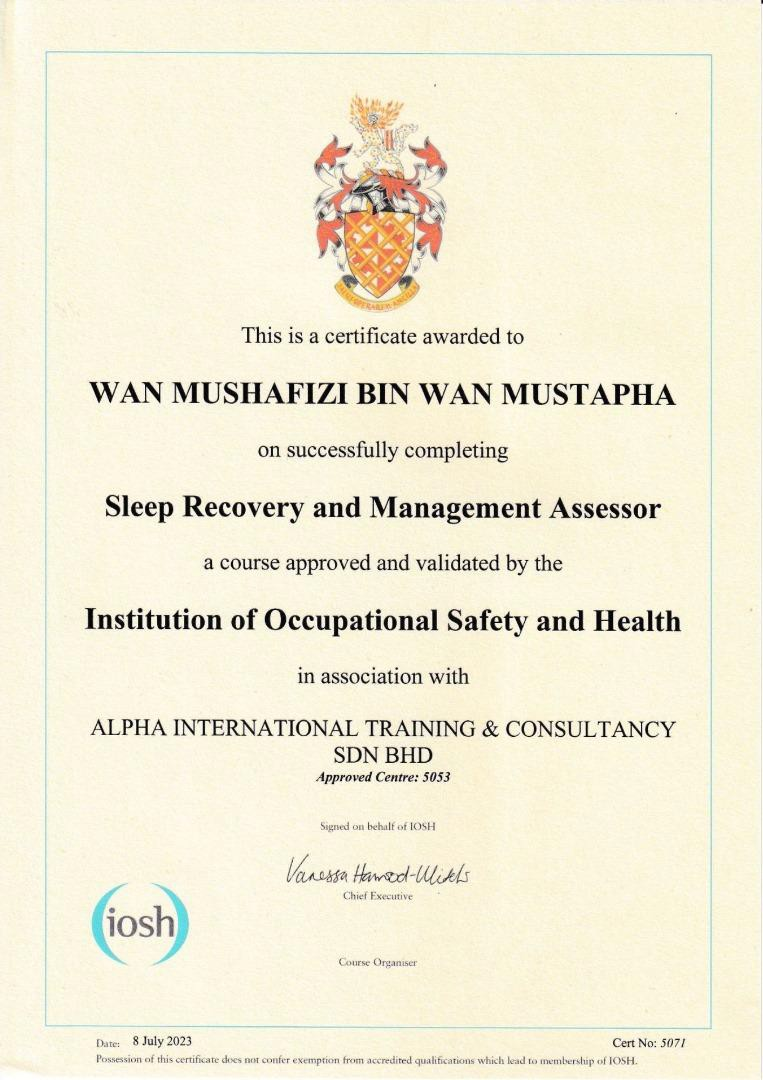 This is a certificate awarded to
WAN MUSHAFIZI BIN WAN MUSTAPHA
on successfully completing
Sleep Recovery and Management Assessor
a course approved and validated by the
Institution of Occupational Safety and Health
in association with
ALPHA INTERNATIONAL TRAINING & CONSULTANCY
SDN BHD
Approved Centre: 5053
Signed on behalf of IOSH
Vanessa
Chief Executive
iosh
Course Organiser
Date: 8 July 2023 Cert No: 5071
Possession of this certificate does not confer exemption from accredited qualifications which lead to membership of IOSH.